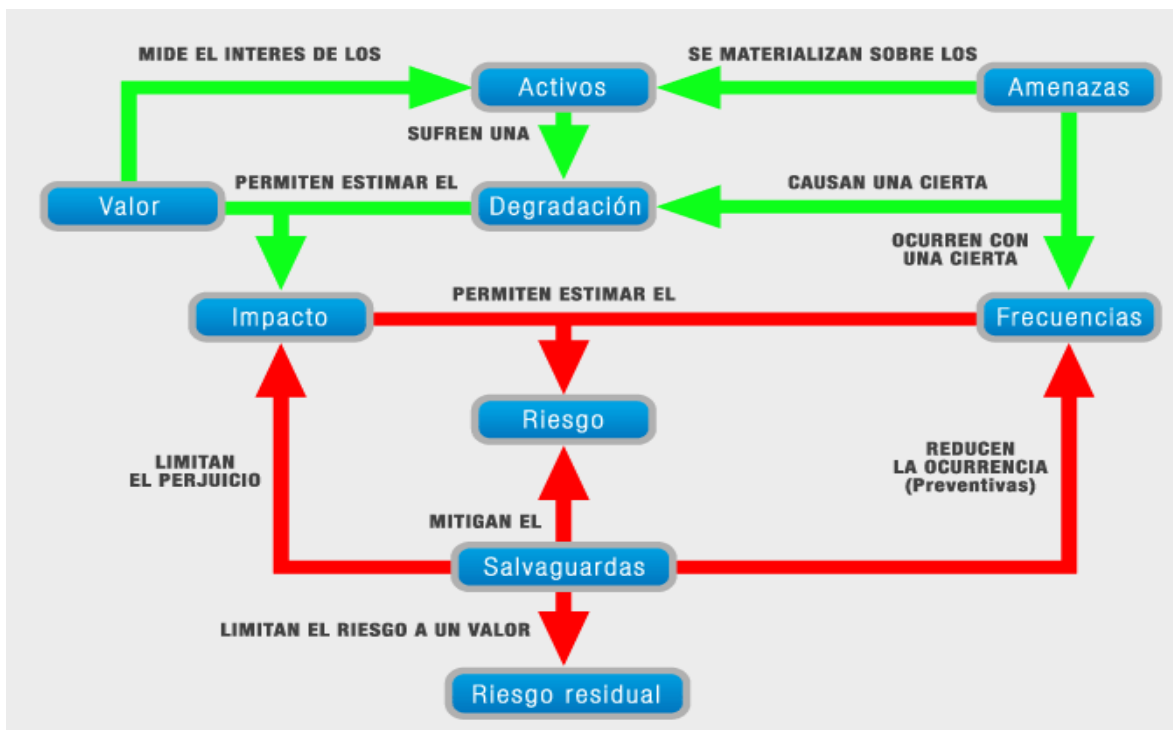 MIDE EL INTERES DE LOS
SE MATERIALIZAN SOBRE LOS
Activos
Amenazas
SUFREN UNA
PERMITEN ESTIMAR EL
CAUSAN UNA CIERTA
Valor
Degradación
OCURREN CON
UNA CIERTA
PERMITEN ESTIMAR EL
Impacto
Frecuencias
Riesgo
LIMITAN
EL PERJUICIO
REDUCEN
LA OCURRENCIA
(Preventivas)
MITIGAN EL
Salvaguardas
LIMITAN EL RIESGO A UN VALOR
Riesgo residual